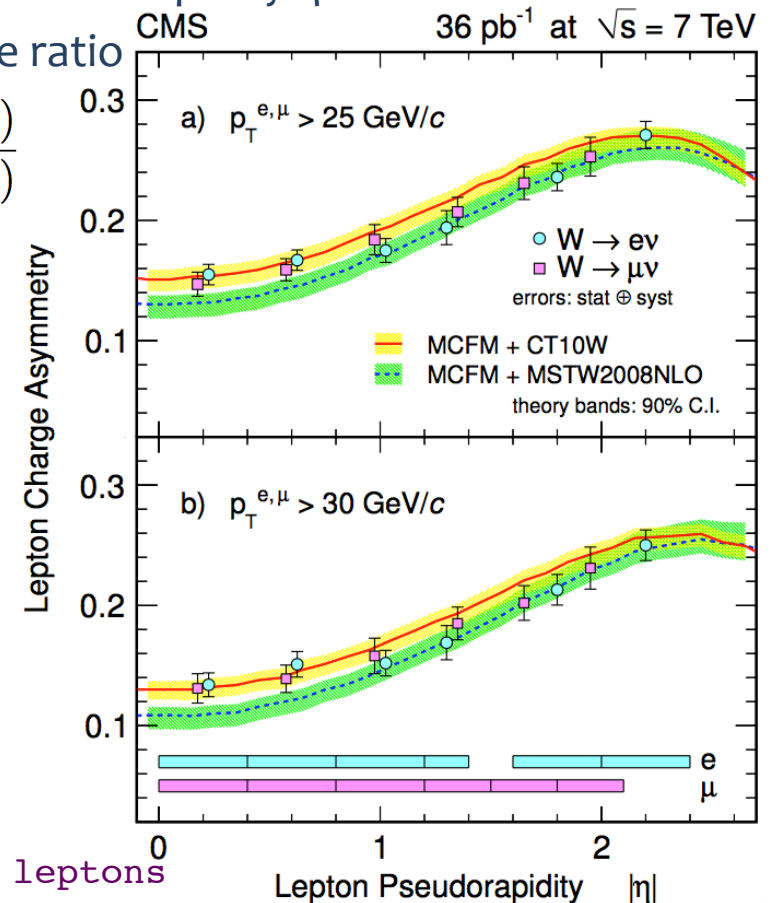 e ratio
)
)
CMS 36 pb⁻¹ at √s = 7 TeV
a) p_T^{e,μ} > 25 GeV/c
0.3
0.2
0.1
W → eν
W → μν
errors: stat ⊕ syst
MCFM + CT10W
MCFM + MSTW2008NLO
theory bands: 90% C.I.
b) p_T^{e,μ} > 30 GeV/c
0.3
0.2
0.1
e
μ
Lepton Charge Asymmetry
0 1 2
leptons
Lepton Pseudorapidity |η|